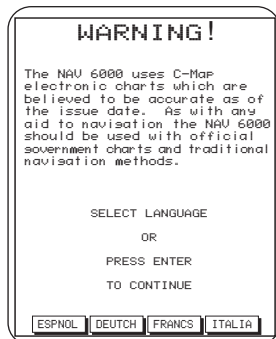 WARNING!
The NAV 6000 uses C-Map
electronic charts which are
believed to be accurate as of
the issue date.  As with any
aid to navigation the NAV 6000
should be used with official
government charts and traditional
navigation methods.
SELECT LANGUAGE
OR
PRESS ENTER
TO CONTINUE
ESPNOL DEUTCH FRANCS ITALIA